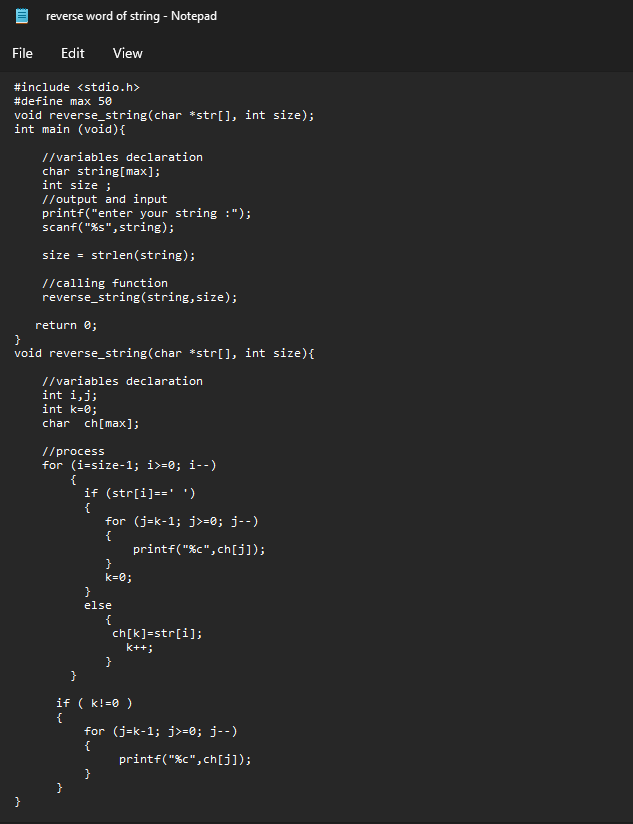 reverse word of string - Notepad
File Edit View
#include <stdio.h>
#define max 50
void reverse_string(char *str[], int size);
int main (void){
//variables declaration
char string[max];
int size ;
//output and input
printf("enter your string :");
scanf("%s",string);
size = strlen(string);
//calling function
reverse_string(string,size);
return 0;
}
void reverse_string(char *str[], int size){
//variables declaration
int i,j;
int k=0;
char  ch[max];
//process
for (i=size-1; i>=0; i--)
{
if (str[i]==' ')
{
for (j=k-1; j>=0; j--)
{
printf("%c",ch[j]);
}
k=0;
}
else
{
ch[k]=str[i];
k++;
}
}
if ( k!=0 )
{
for (j=k-1; j>=0; j--)
{
printf("%c",ch[j]);
}
}
}